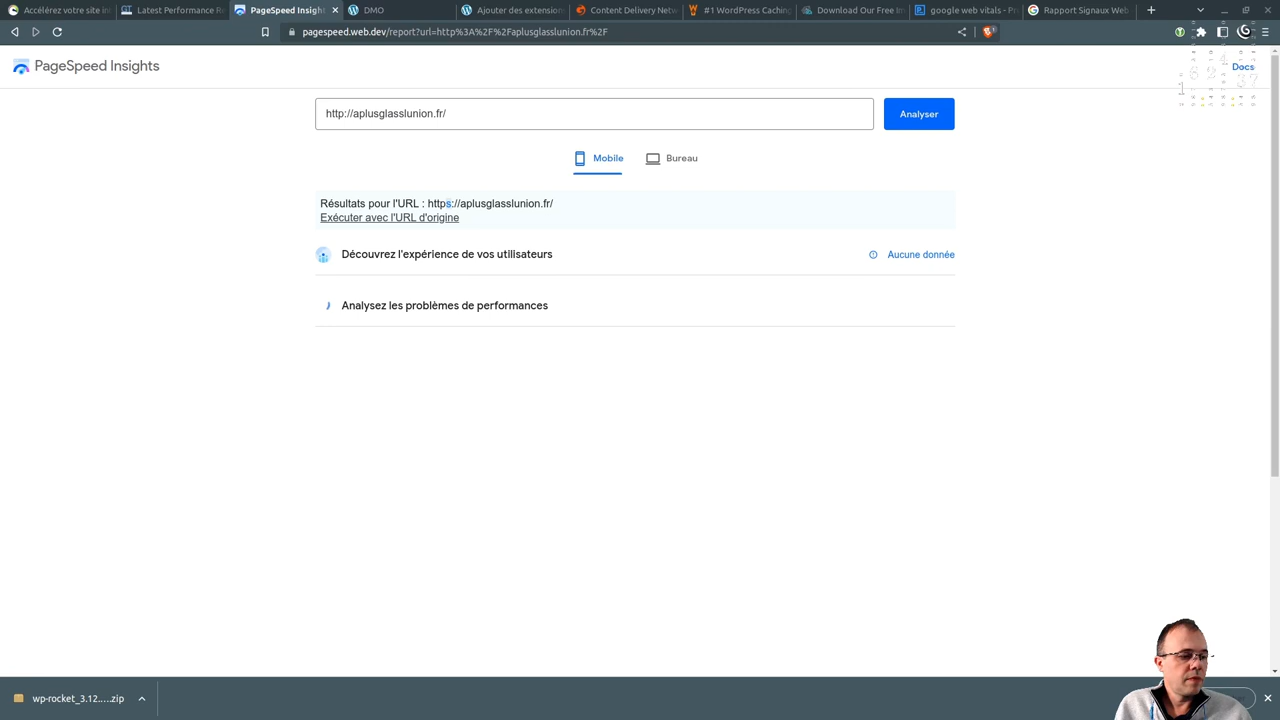 Accélérez votre site in
Latest Performance R
PageSpeed Insight
DMO
Ajouter des extension
Content Delivery Netw
#1 WordPress Caching
Download Our Free In
google web vitals - Pr
Rapport Signaux Web
pagespeed.web.dev/report?url=http%3A%2F%2Faplusglasslunion.fr%2F
PageSpeed Insights
Docs
http://aplusglasslunion.fr/
Analyser
Mobile
Bureau
Résultats pour l'URL : https://aplusglasslunion.fr/
Exécuter avec l'URL d'origine
Découvrez l'expérience de vos utilisateurs
Aucune donnée
Analysez les problèmes de performances
wp-rocket_3.12....zip